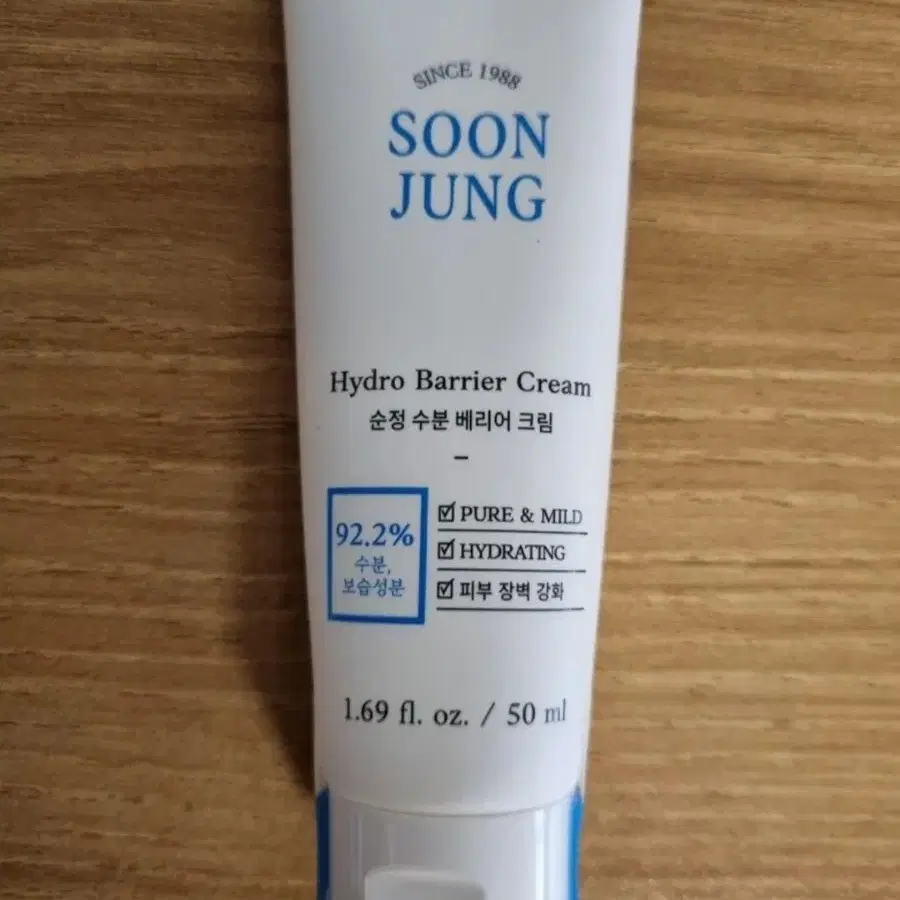 SINCE 1988
SOON
JUNG
Hydro Barrier Cream
순정 수분 베리어 크림
92.2%
수분,
보습성분
PURE & MILD
HYDRATING
피부 장벽 강화
1.69 fl. oz. / 50 ml